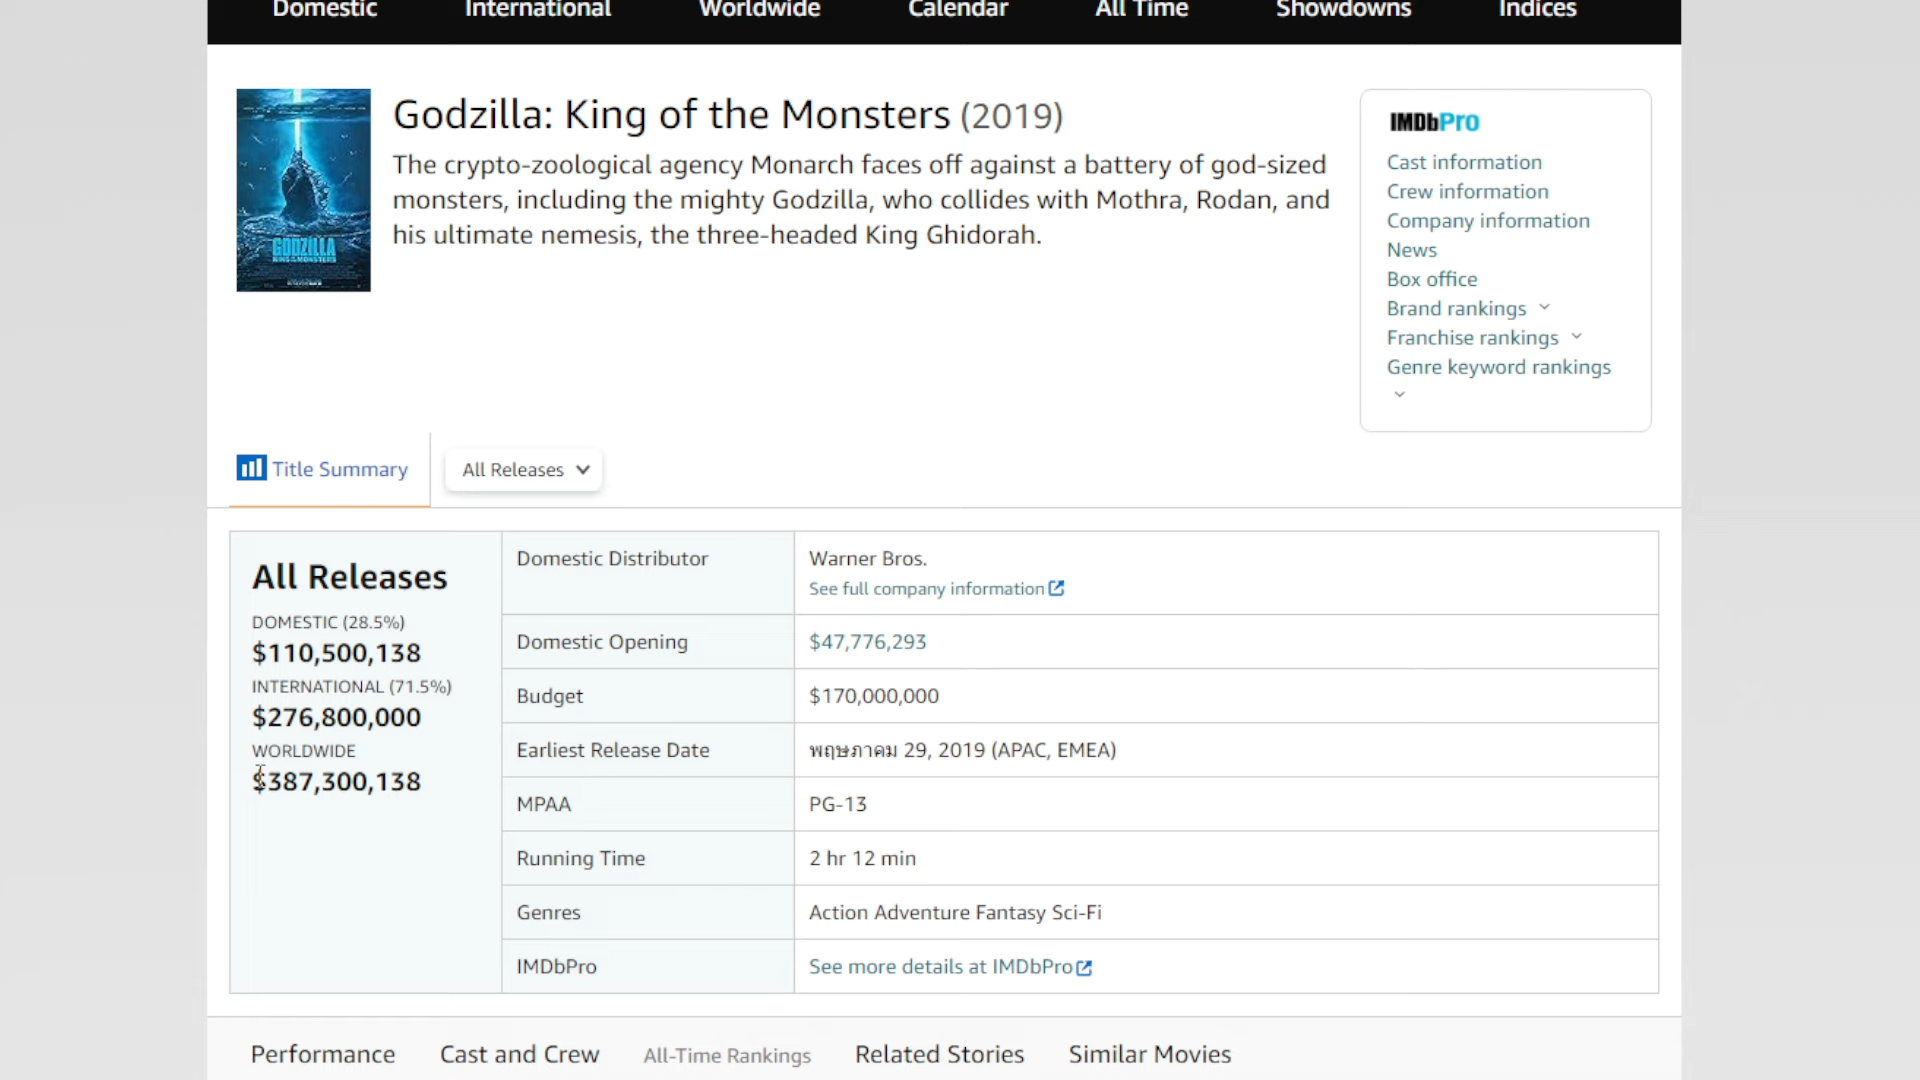 Domestic International Worldwide Calendar All Time Showdowns Indices
Godzilla: King of the Monsters (2019)
The crypto-zoological agency Monarch faces off against a battery of god-sized
monsters, including the mighty Godzilla, who collides with Mothra, Rodan, and
his ultimate nemesis, the three-headed King Ghidorah.
GODZILLA
KING OF THE MONSTERS
IMDbPro
Cast information
Crew information
Company information
News
Box office
Brand rankings
Franchise rankings
Genre keyword rankings
Title Summary
All Releases
All Releases
DOMESTIC (28.5%)
$110,500,138
INTERNATIONAL (71.5%)
$276,800,000
WORLDWIDE
$387,300,138
Domestic Distributor Warner Bros.
See full company information
Domestic Opening $47,776,293
Budget $170,000,000
Earliest Release Date พฤษภาคม 29, 2019 (APAC, EMEA)
MPAA PG-13
Running Time 2 hr 12 min
Genres Action Adventure Fantasy Sci-Fi
IMDbPro See more details at IMDbPro
Performance Cast and Crew All-Time Rankings Related Stories Similar Movies